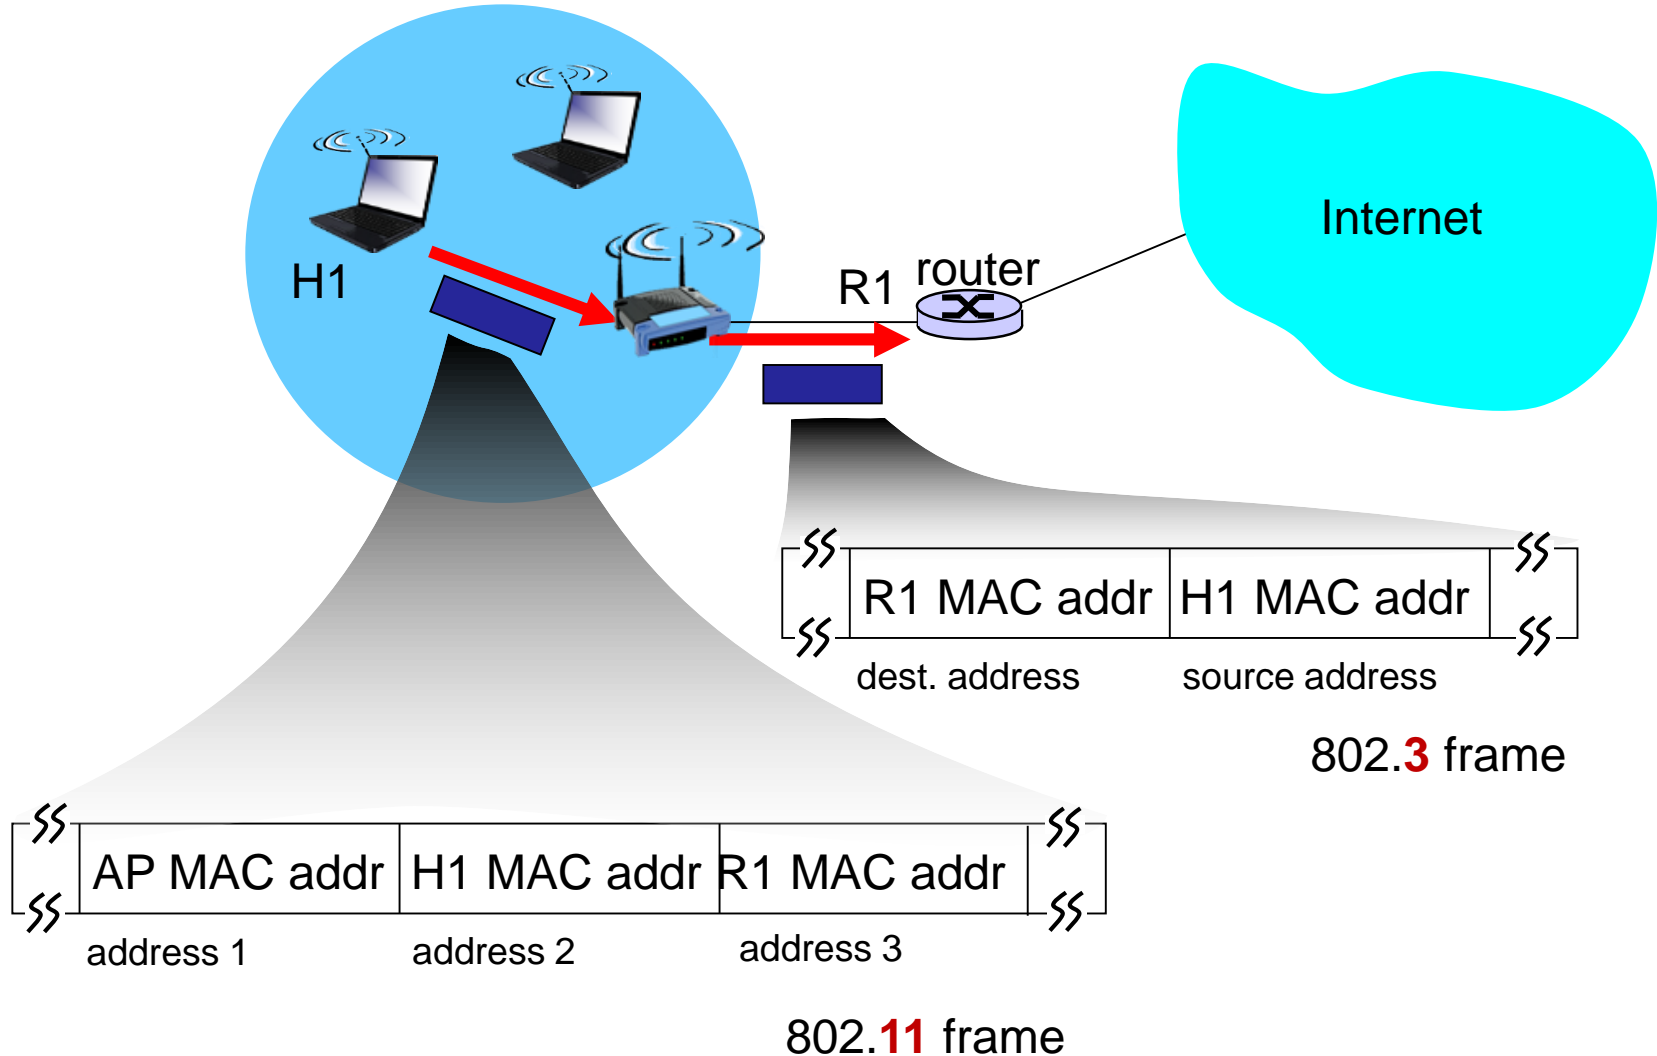 Internet
router
R1
H1
R1 MAC addr
H1 MAC addr
dest. address
source address
802.3 frame
AP MAC addr
H1 MAC addr
R1 MAC addr
address 1
address 2
address 3
802.11 frame